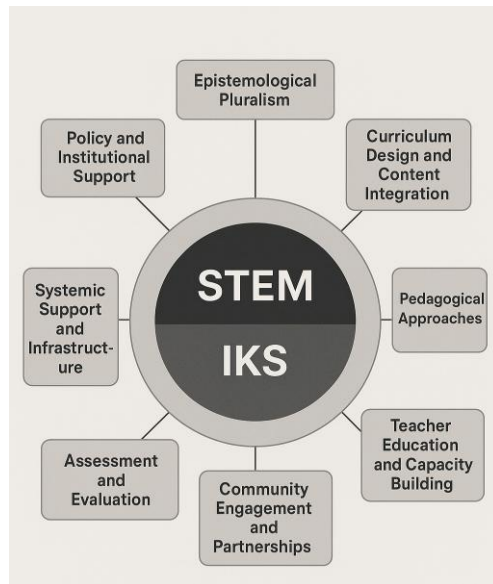 Epistemological
Pluralism
Policy and
Institutional
Support
Curriculum
Design and
Content
Integration
Systemic
Support
and
Infrastruct-
ure
STEM
IKS
Pedagogical
Approaches
Assessment
and
Evaluation
Community
Engagement
and
Partnerships
Teacher
Education
and Capacity
Building